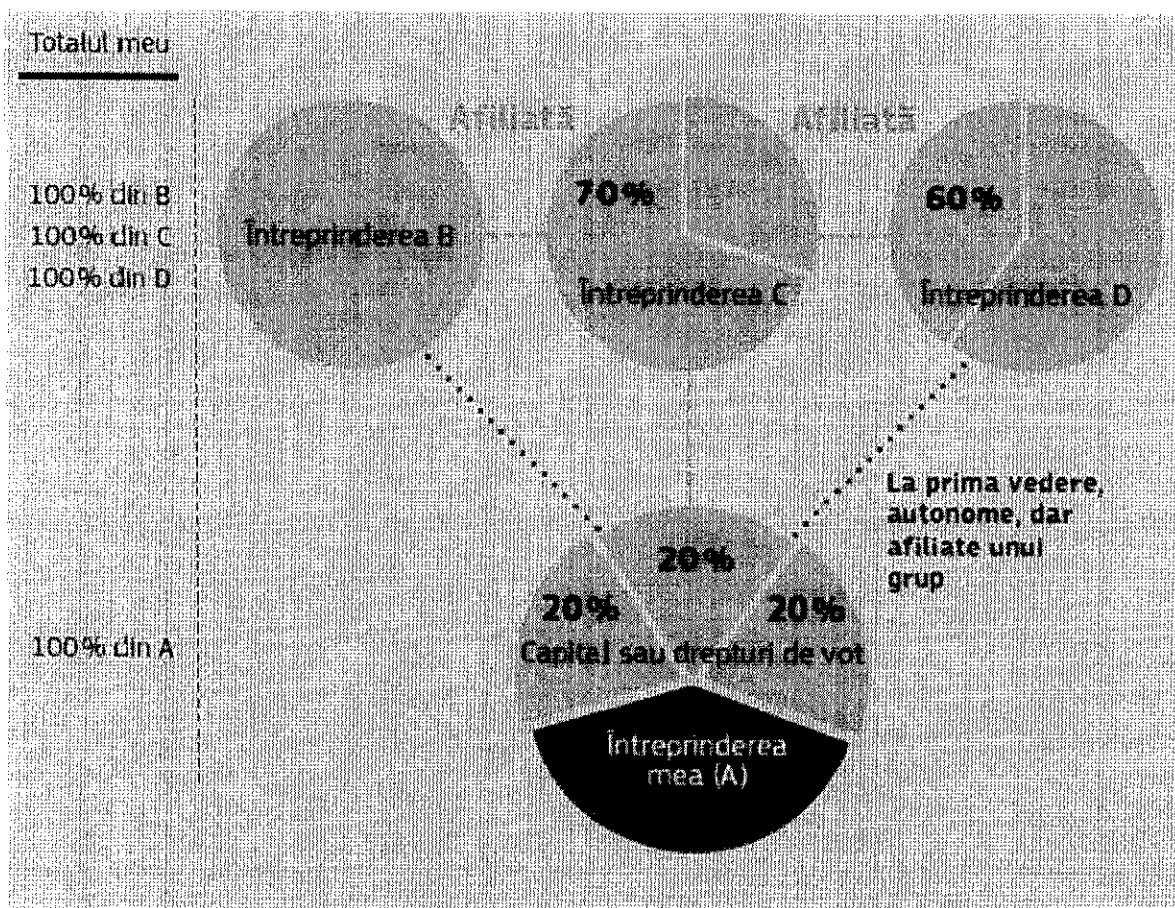 Totalul meu
Afiliată
Afiliată
100% din B
100% din C
100% din D
Întreprinderea B
70%
Întreprinderea C
60%
Întreprinderea D
La prima vedere,
autonome, dar
afiliate unui
grup
20%
20%
20%
Capital sau drepturi de vot
100% din A
Întreprinderea
mea (A)